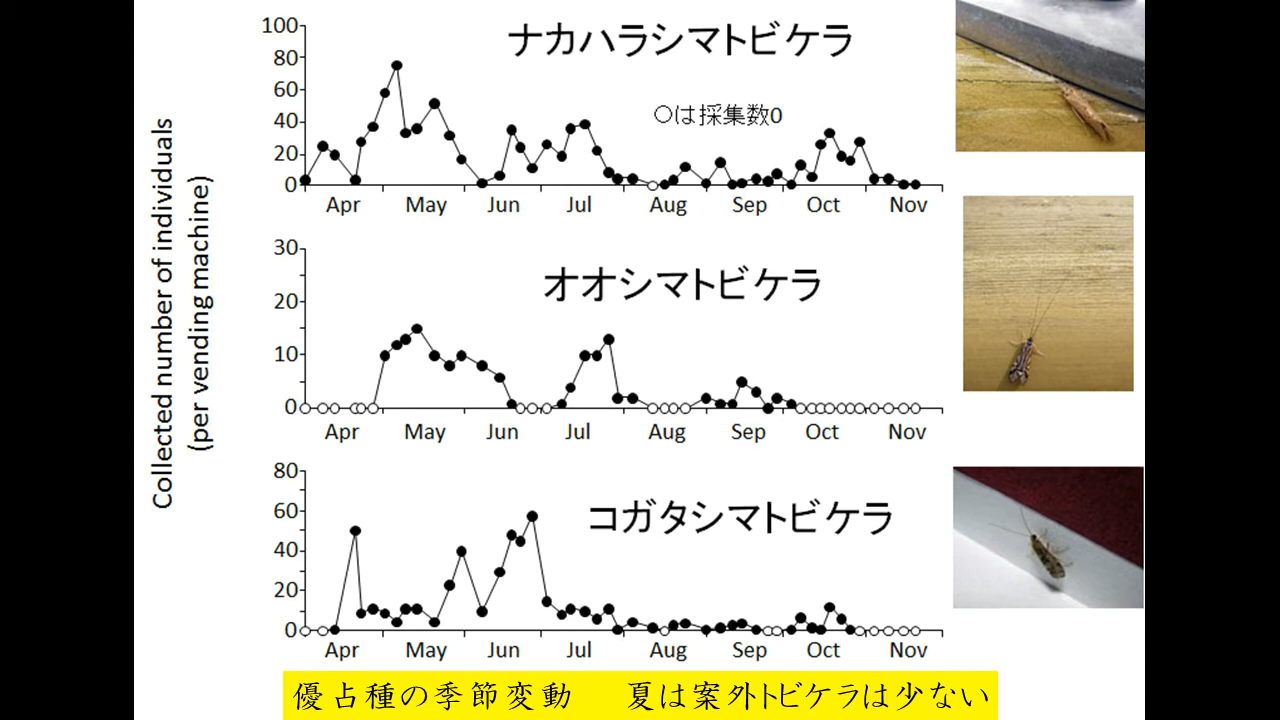 Collected number of individuals
(per vending machine)
ナカハラシマトビケラ
○は採集数0
100
80
60
40
20
0
Apr May Jun Jul Aug Sep Oct Nov
オオシマトビケラ
30
20
10
0
Apr May Jun Jul Aug Sep Oct Nov
コガタシマトビケラ
80
60
40
20
0
Apr May Jun Jul Aug Sep Oct Nov
優占種の季節変動 夏は案外トビケラは少ない